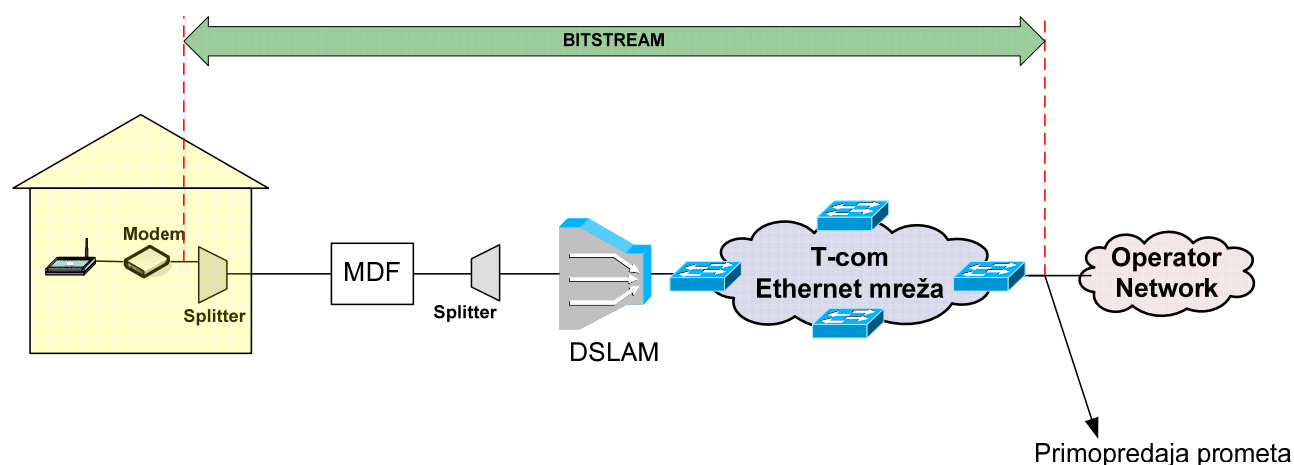 BITSTREAM
Modem
Splitter
MDF
Splitter
DSLAM
T-com
Ethernet mreža
Operator
Network
Primopredaja prometa